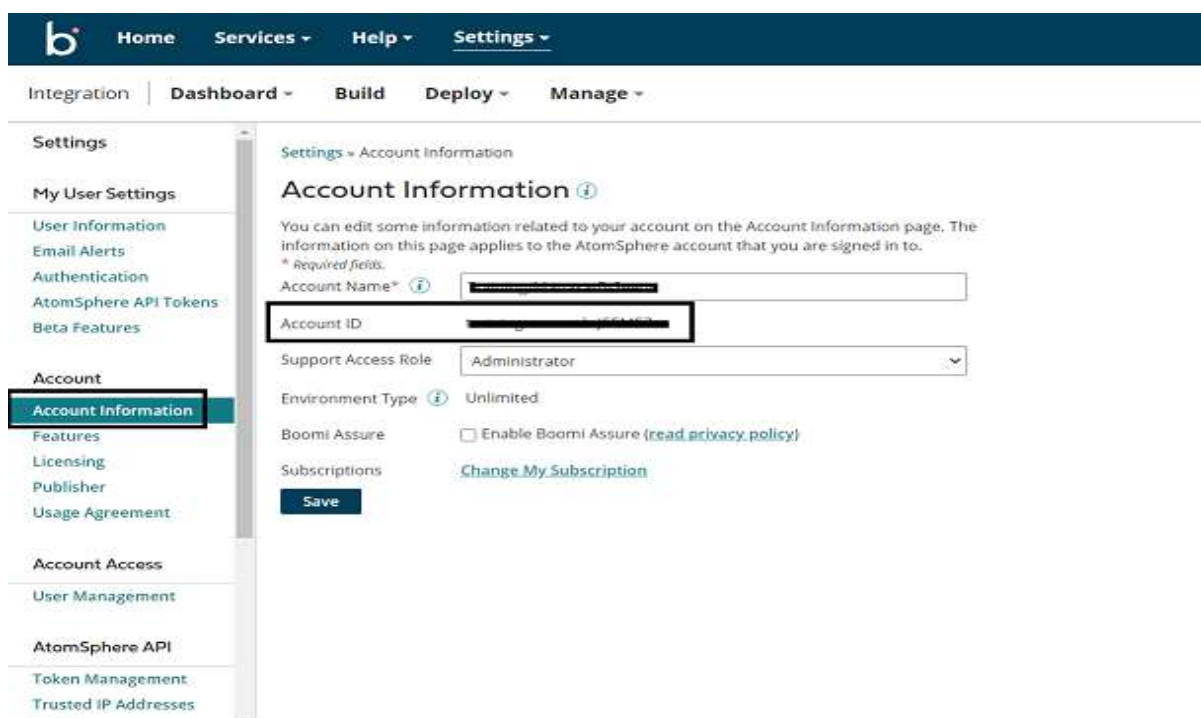 b Home Services Help Settings
Integration Dashboard Build Deploy Manage
Settings
My User Settings
User Information
Email Alerts
Authentication
AtomSphere API Tokens
Beta Features
Account
Account Information
Features
Licensing
Publisher
Usage Agreement
Account Access
User Management
AtomSphere API
Token Management
Trusted IP Addresses
Settings » Account Information
Account Information i
You can edit some information related to your account on the Account Information page. The
information on this page applies to the AtomSphere account that you are signed in to.
* Required fields.
Account Name* i
Account ID
Support Access Role Administrator
Environment Type i Unlimited
Boomi Assure Enable Boomi Assure (read privacy policy)
Subscriptions Change My Subscription
Save